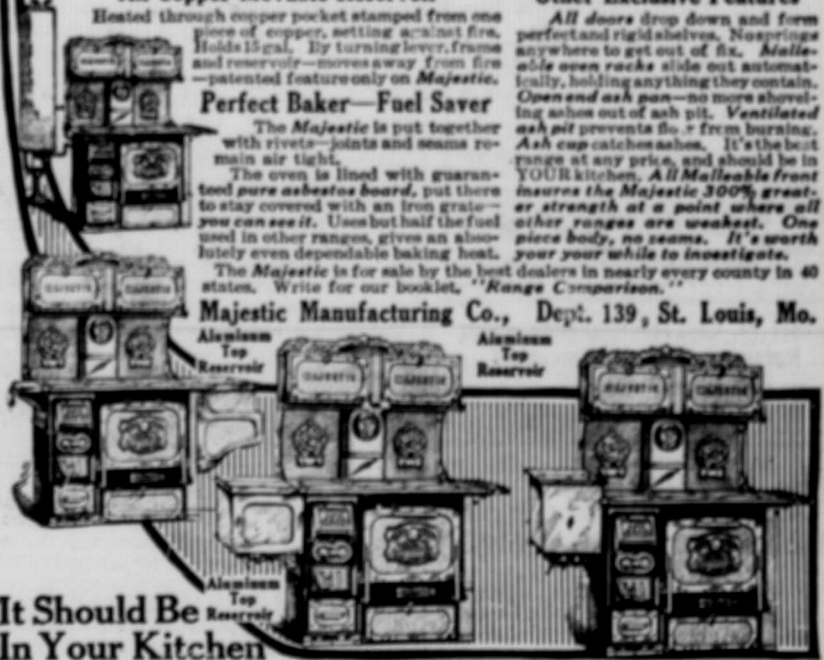 Heated through copper pocket stamped from one
piece of copper, setting against fire.
Holds 15 gal. By turning lever, frame
and reservoir—moves away from fire
—patented feature only on Majestic.
Perfect Baker—Fuel Saver
The Majestic is put together
with rivets—joints and seams re-
main air tight.
The oven is lined with guaran-
teed pure asbestos board, put there
to stay covered with an iron grate—
you can see it. Uses but half the fuel
used in other ranges, gives an abso-
lutely even dependable baking heat.
Other Exclusive Features
All doors drop down and form
perfect and rigid shelves. No springs
anywhere to get out of fix. Malle-
able oven racks slide out automat-
ically, holding anything they contain.
Open end ash pan—no more shovel-
ing ashes out of ash pit. Ventilated
ash pit prevents floor from burning.
Ash cup catches ashes. It's the best
range at any price, and should be in
YOUR kitchen. All Malleable front
insures the Majestic 300% great-
er strength at a point where all
other ranges are weakest. One
piece body, no seams. It's worth
your your while to investigate.
The Majestic is for sale by the best dealers in nearly every county in 40
states. Write for our booklet, "Range Comparison."
Majestic Manufacturing Co., Dept. 139, St. Louis, Mo.
Aluminum
Top
Reservoir
Aluminum
Top
Reservoir
MAJESTIC
MAJESTIC
Aluminum
Top
Reservoir
It Should Be
In Your Kitchen